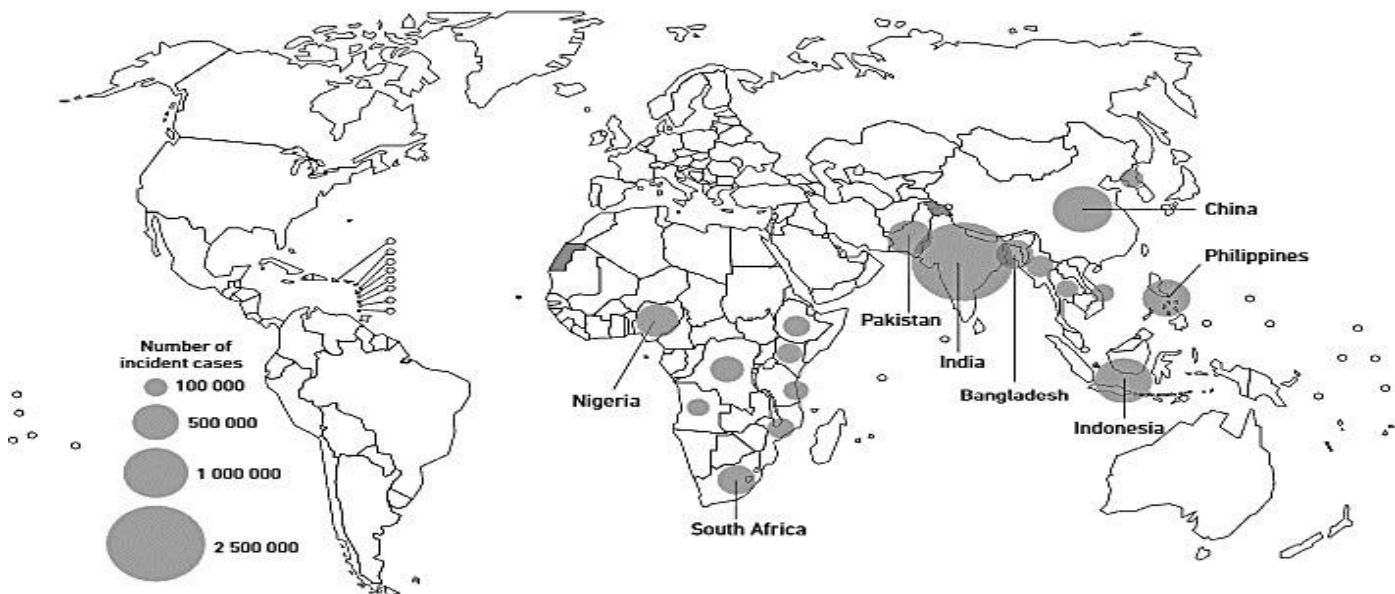 China
Philippines
Pakistan
India
Nigeria
Bangladesh
Indonesia
South Africa
Number of
incident cases
100 000
500 000
1 000 000
2 500 000